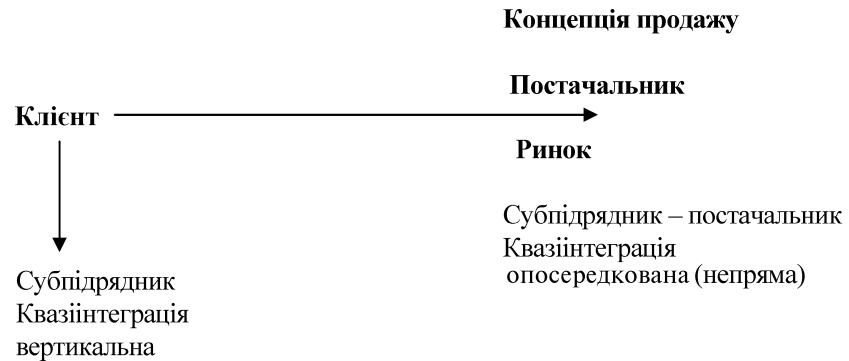 Концепція продажу
Постачальник
Клієнт
Ринок
Субпідрядник – постачальник
Квазіінтеграція
опосередкована (непряма)
Субпідрядник
Квазіінтеграція
вертикальна